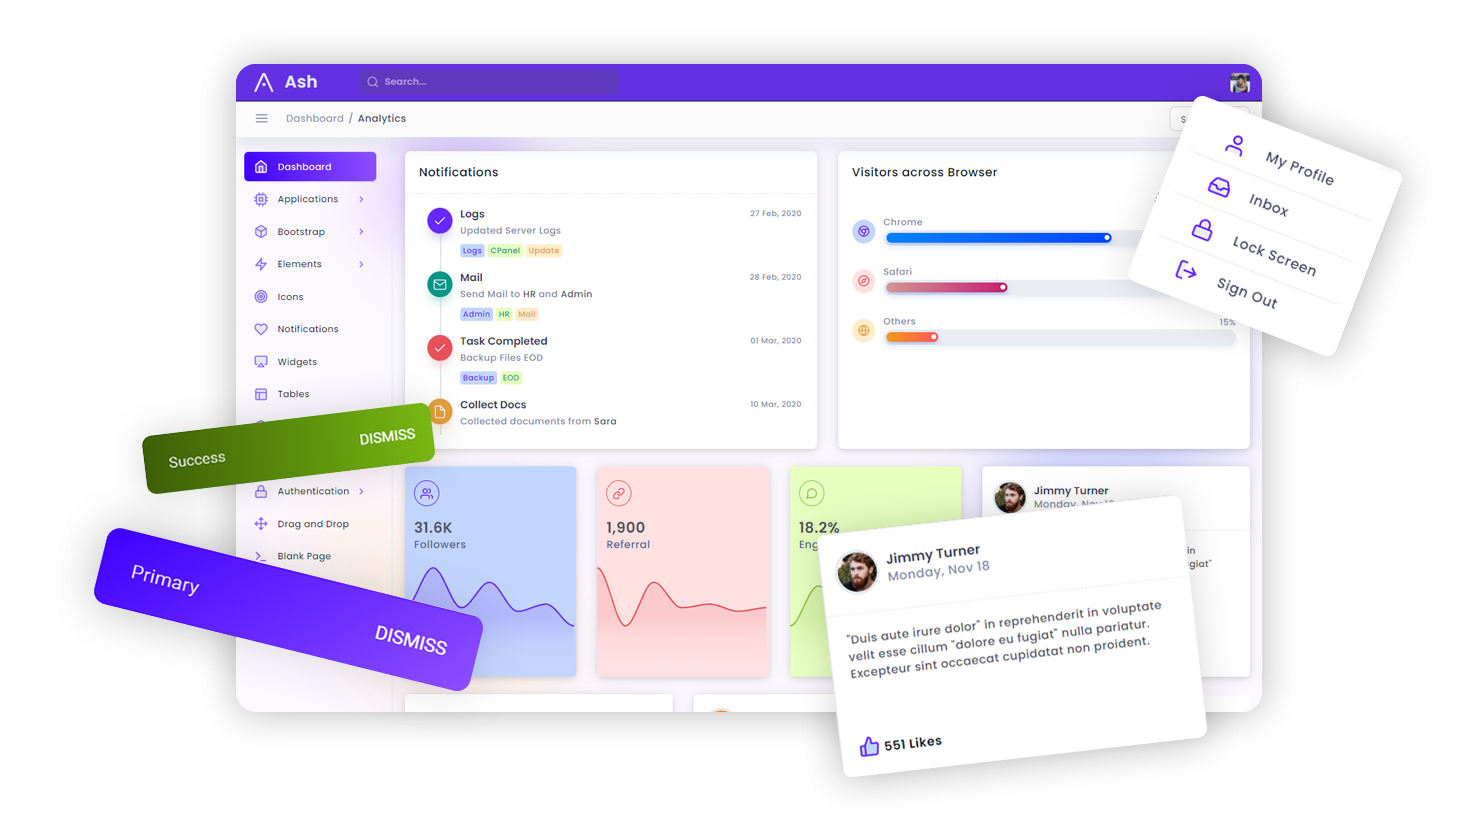 Ash
Search...
Dashboard / Analytics
S
Dashboard
Applications
Bootstrap
Elements
Icons
Notifications
Widgets
Tables
Authentication
Drag and Drop
Blank Page
Notifications
Logs
27 Feb, 2020
Updated Server Logs
Logs CPanel Update
Mail
28 Feb, 2020
Send Mail to HR and Admin
Admin HR Mail
Task Completed
01 Mar, 2020
Backup Files EOD
Backup EOD
Collect Docs
10 Mar, 2020
Collected documents from Sara
Visitors across Browser
Chrome
Safari
Others
15%
My Profile
Inbox
Lock Screen
Sign Out
Success
DISMISS
Primary
DISMISS
31.6K
Followers
1,900
Referral
18.2%
Eng
Jimmy Turner
Monday, Nov 18
in
giat"
Jimmy Turner
Monday, Nov 18
"Duis aute irure dolor" in reprehenderit in voluptate
velit esse cillum "dolore eu fugiat" nulla pariatur.
Excepteur sint occaecat cupidatat non proident.
551 Likes